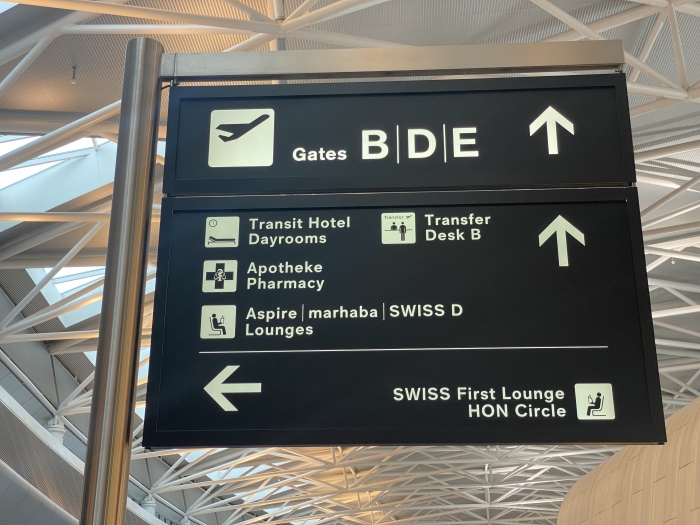 Gates B|D|E
Transit Hotel
Dayrooms
Transfer
Transfer
Desk B
Apotheke
Pharmacy
Aspire|marhaba|SWISS D
Lounges
SWISS First Lounge
HON Circle